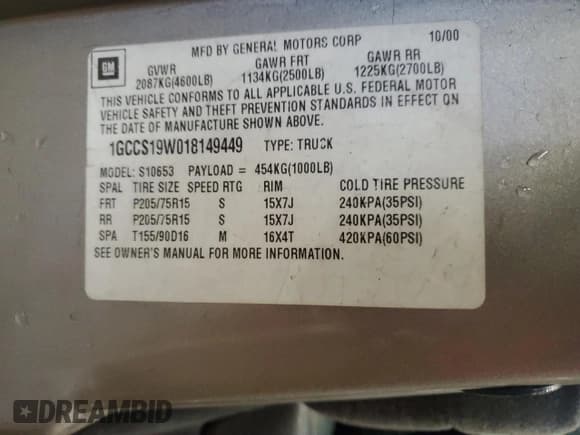 MFD BY GENERAL MOTORS CORP 10/00
GM
GVWR GAWR FRT GAWR RR
2087KG(4600LB) 1134KG(2500LB) 1225KG(2700LB)
THIS VEHICLE CONFORMS TO ALL APPLICABLE U.S. FEDERAL MOTOR
VEHICLE SAFETY AND THEFT PREVENTION STANDARDS IN EFFECT ON
THE DATE OF MANUFACTURE SHOWN ABOVE.
1GCCS19W018149449 TYPE: TRUCK
MODEL: S10653 PAYLOAD = 454KG(1000LB)
SPAL TIRE SIZE SPEED RTG RIM COLD TIRE PRESSURE
FRT P205/75R15 S 15X7J 240KPA(35PSI)
RR P205/75R15 S 15X7J 240KPA(35PSI)
SPA T155/90D16 M 16X4T 420KPA(60PSI)
SEE OWNER'S MANUAL FOR MORE INFORMATION.
DREAMBID